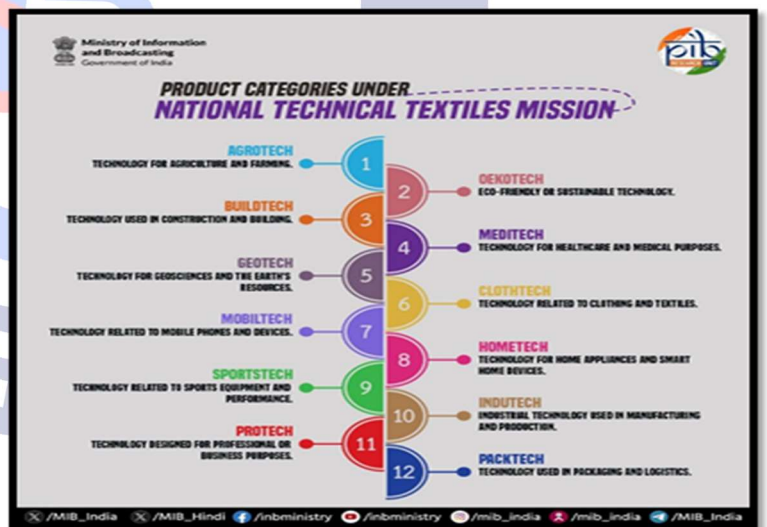 Ministry of Information
and Broadcasting
Government of India
pib
RESEARCH UNIT
PRODUCT CATEGORIES UNDER
NATIONAL TECHNICAL TEXTILES MISSION
AGROTECH
TECHNOLOGY FOR AGRICULTURE AND FARMING.
1
OEKOTECH
ECO-FRIENDLY OR SUSTAINABLE TECHNOLOGY.
2
BUILDTECH
TECHNOLOGY USED IN CONSTRUCTION AND BUILDING.
3
MEDITECH
TECHNOLOGY FOR HEALTHCARE AND MEDICAL PURPOSES.
4
GEOTECH
TECHNOLOGY FOR GEOSCIENCES AND THE EARTH'S
RESOURCES.
5
CLOTHTECH
TECHNOLOGY RELATED TO CLOTHING AND TEXTILES.
6
MOBILTECH
TECHNOLOGY RELATED TO MOBILE PHONES AND DEVICES.
7
HOMETECH
TECHNOLOGY FOR HOME APPLIANCES AND SMART
HOME DEVICES.
8
SPORTSTECH
TECHNOLOGY RELATED TO SPORTS EQUIPMENT AND
PERFORMANCE.
9
INDUTECH
INDUSTRIAL TECHNOLOGY USED IN MANUFACTURING
AND PRODUCTION.
10
PROTECH
TECHNOLOGY DESIGNED FOR PROFESSIONAL OR
BUSINESS PURPOSES.
11
PACKTECH
TECHNOLOGY USED IN PACKAGING AND LOGISTICS.
12
/MIB_India /MIB_Hindi /inbministry /inbministry /mib_india /mib_india /MIB_India